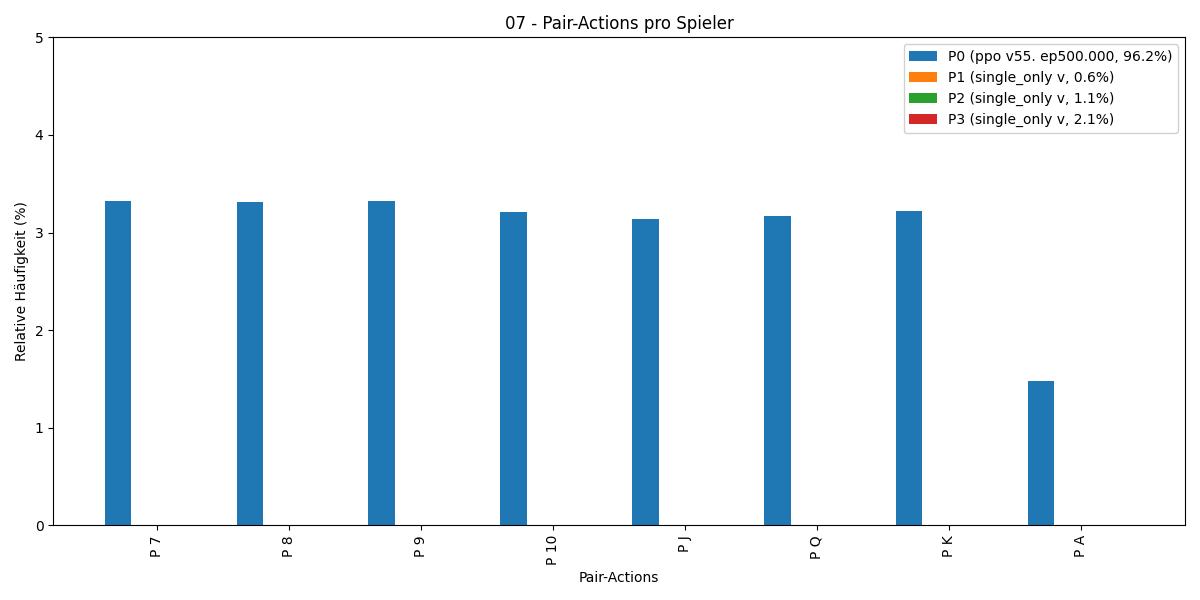 07 - Pair-Actions pro Spieler
P0 (ppo v55. ep500.000, 96.2%)
P1 (single_only v, 0.6%)
P2 (single_only v, 1.1%)
P3 (single_only v, 2.1%)
Relative Häufigkeit (%)
5
4
3
2
1
0
P 7
P 8
P 9
P 10
P J
P Q
P K
P A
Pair-Actions